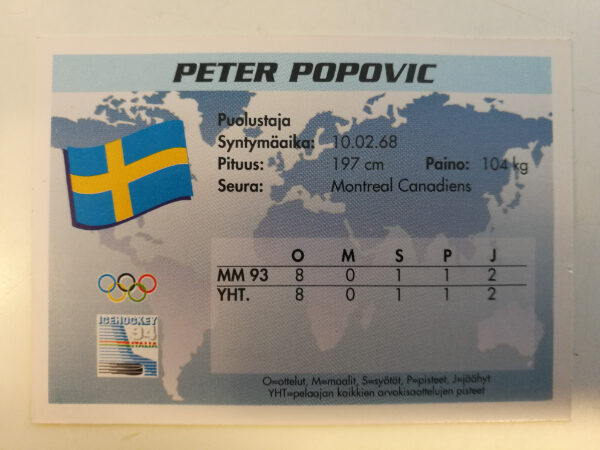 PETER POPOVIC
Puolustaja
Syntymäaika: 10.02.68
Pituus: 197 cm Paino: 104 kg
Seura: Montreal Canadiens
O M S P J
MM 93 8 0 1 1 2
YHT. 8 0 1 1 2
ICEHOCKEY
94
ITALIA
O=ottelut, M=maalit, S=syötöt, P=pisteet, J=jäähyt
YHT=pelaajan kaikkien arvokisaottelujen pisteet